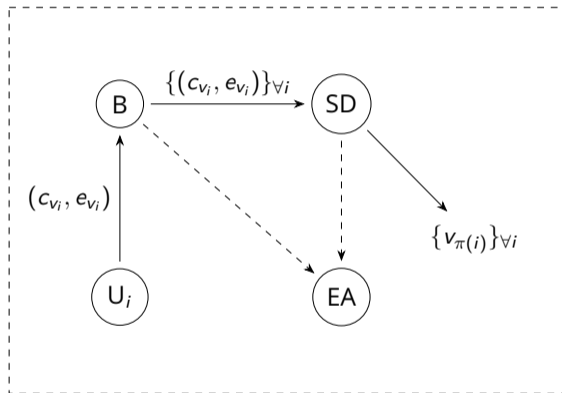 {(c_{v_i}, e_{v_i})}_{∀i}
B
SD
(c_{v_i}, e_{v_i})
{v_{π(i)}}_{∀i}
U_i
EA